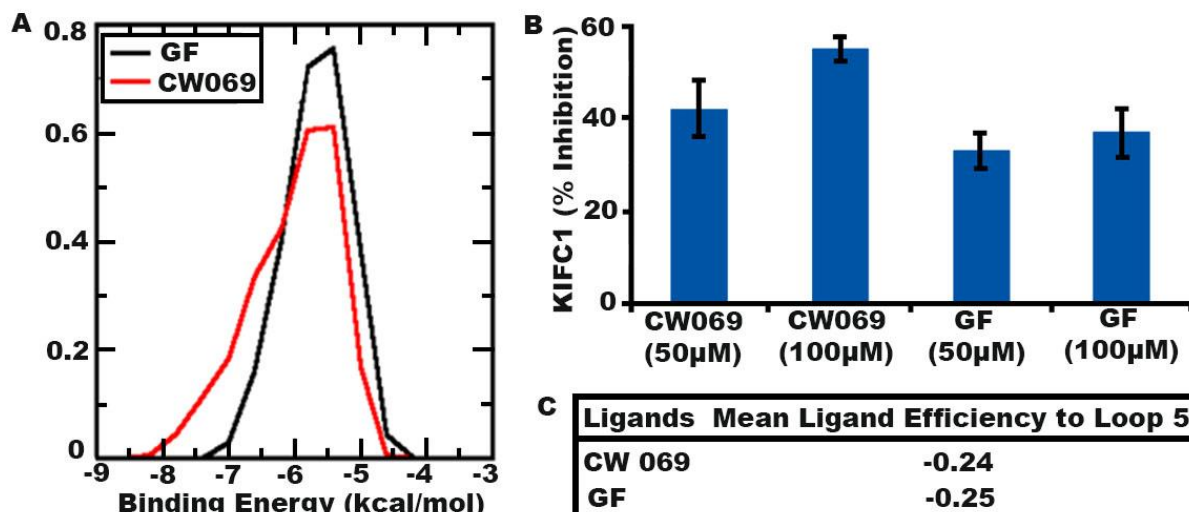 A
0.8
GF
CW069
0.6
0.4
0.2
0
-9 -8 -7 -6 -5 -4 -3
Binding Energy (kcal/mol)
B
60
40
20
0
KIFC1 (% Inhibition)
CW069 CW069 GF GF
(50µM) (100µM) (50µM) (100µM)
C
Ligands Mean Ligand Efficiency to Loop 5
CW 069 -0.24
GF -0.25